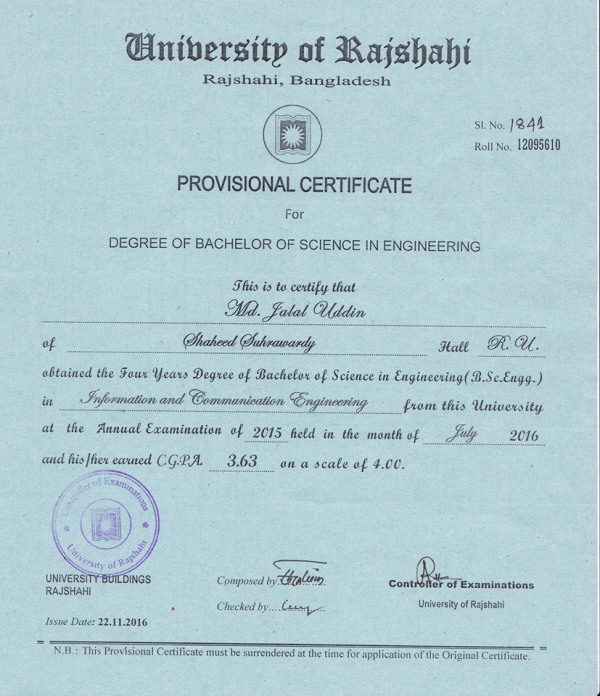 University of Rajshahi
Rajshahi, Bangladesh
Sl. No. 1841
Roll No. 12095610
PROVISIONAL CERTIFICATE
For
DEGREE OF BACHELOR OF SCIENCE IN ENGINEERING
This is to certify that
Md. Jalal Uddin
of Shaheed Suhrawardy Hall R. U.
obtained the Four Years Degree of Bachelor of Science in Engineering(B.Sc.Engg.)
in Information and Communication Engineering from this University
at the Annual Examination of 2015 held in the month of July 2016
and his/her earned C.G.P.A. 3.63 on a scale of 4.00.
Controller of Examinations
University of Rajshahi
UNIVERSITY BUILDINGS
RAJSHAHI
Issue Date: 22.11.2016
Composed by
Checked by....
Controller of Examinations
University of Rajshahi
N.B.: This Provisional Certificate must be surrendered at the time for application of the Original Certificate.